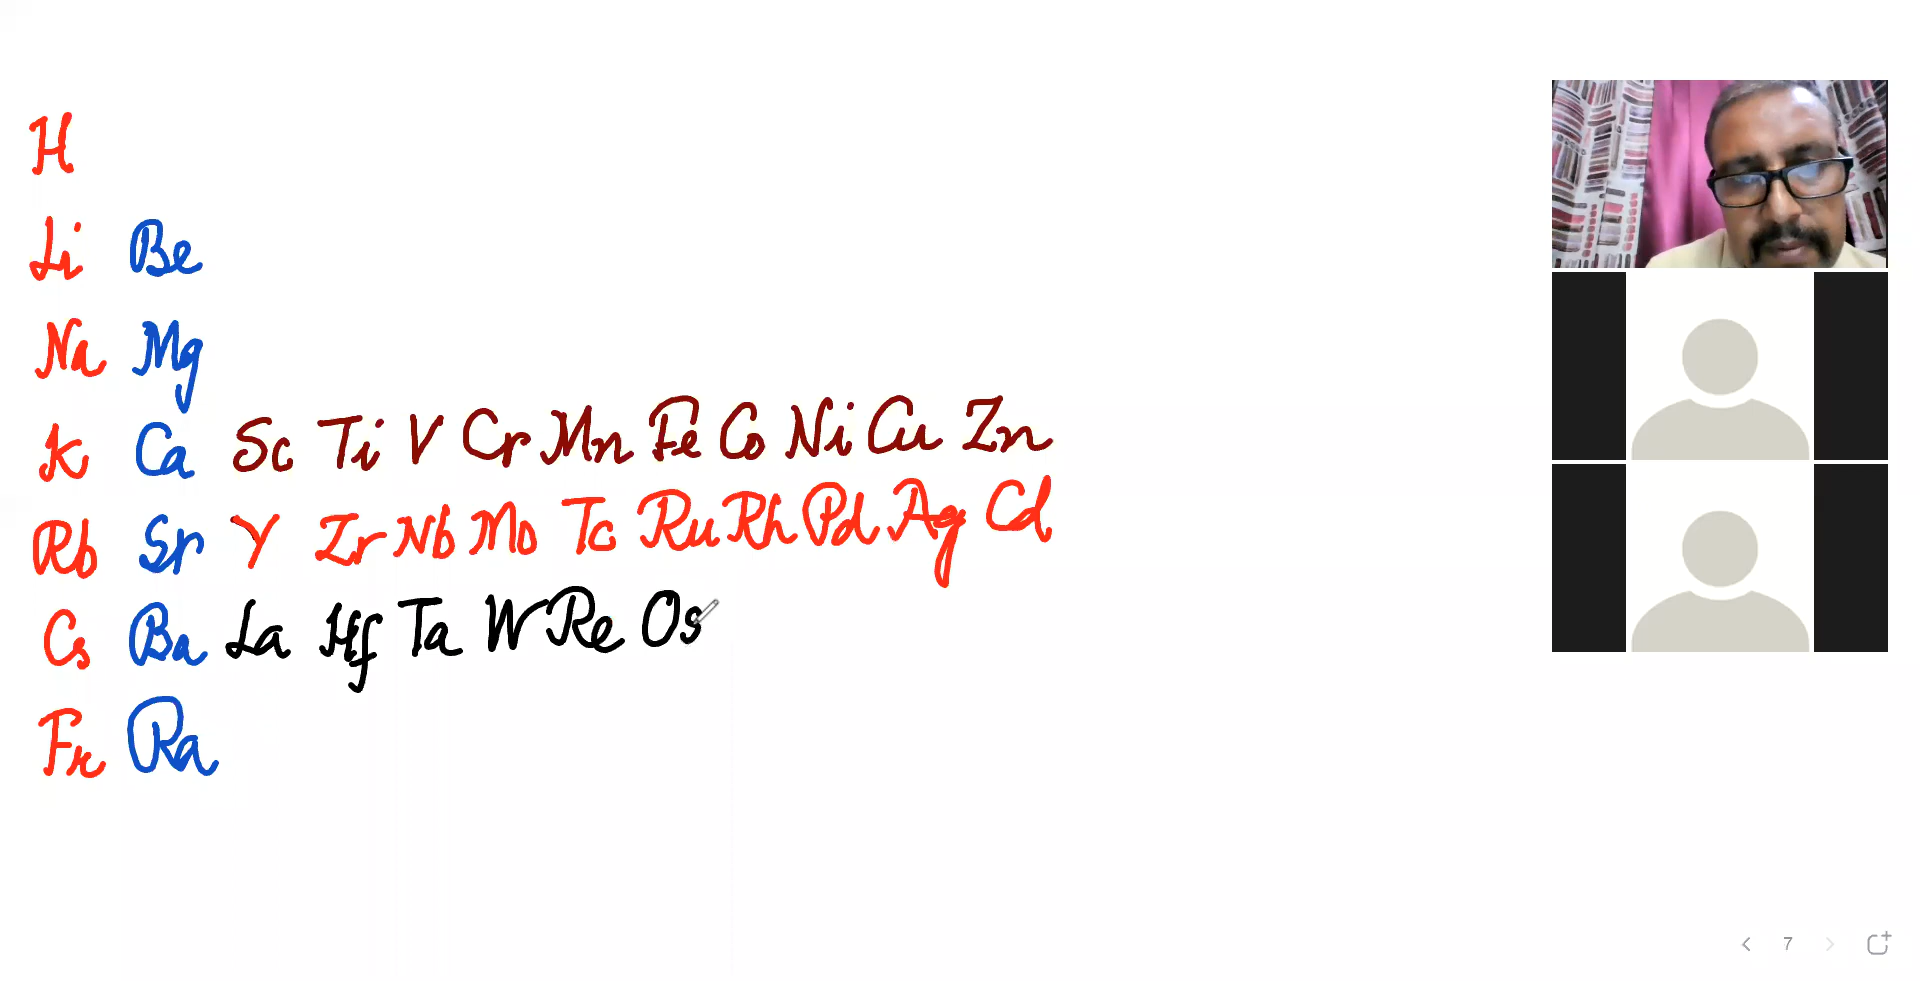 H
Li Be
Na Mg
K Ca Sc Ti V Cr Mn Fe Co Ni Cu Zn
Rb Sr Y Zr Nb Mo Tc Ru Rh Pd Ag Cd
Cs Ba La Hf Ta W Re Os
Fr Ra
7